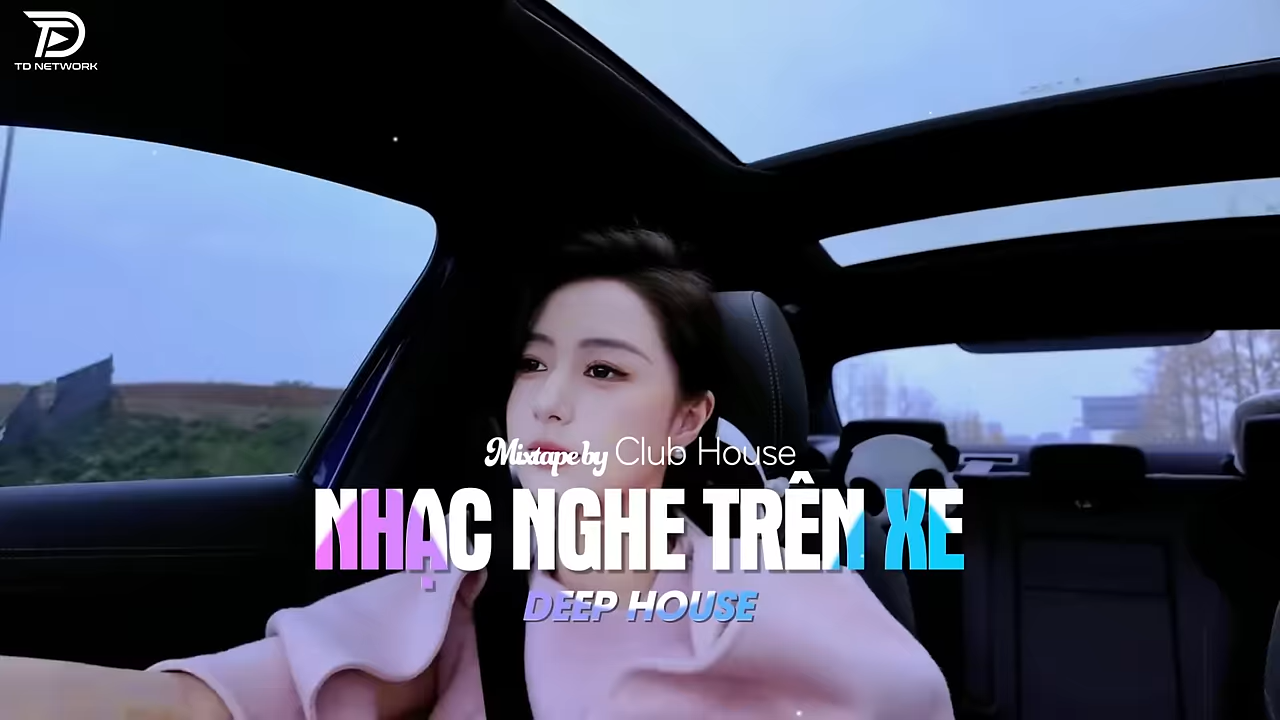 TD NETWORK
Mixtape by Club House
NHẠC NGHE TRÊN XE
DEEP HOUSE